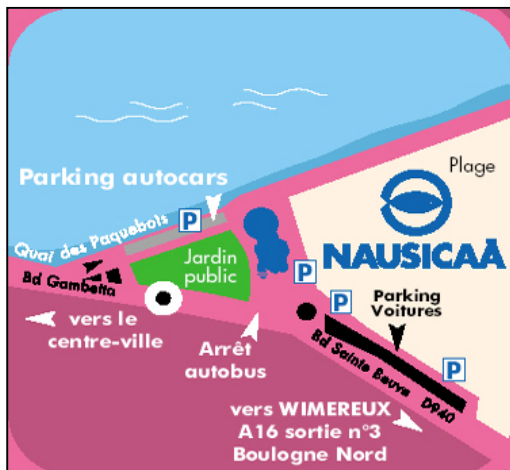 Plage
Parking autocars
P
NAUSICAÄ
Quai des Paquebots
Jardin
public
P
Bd Gambetta
Parking
Voitures
P
vers le
centre-ville
Arrêt
autobus
Bd Sainte Beuve D940
P
vers WIMEREUX
A16 sortie n°3
Boulogne Nord